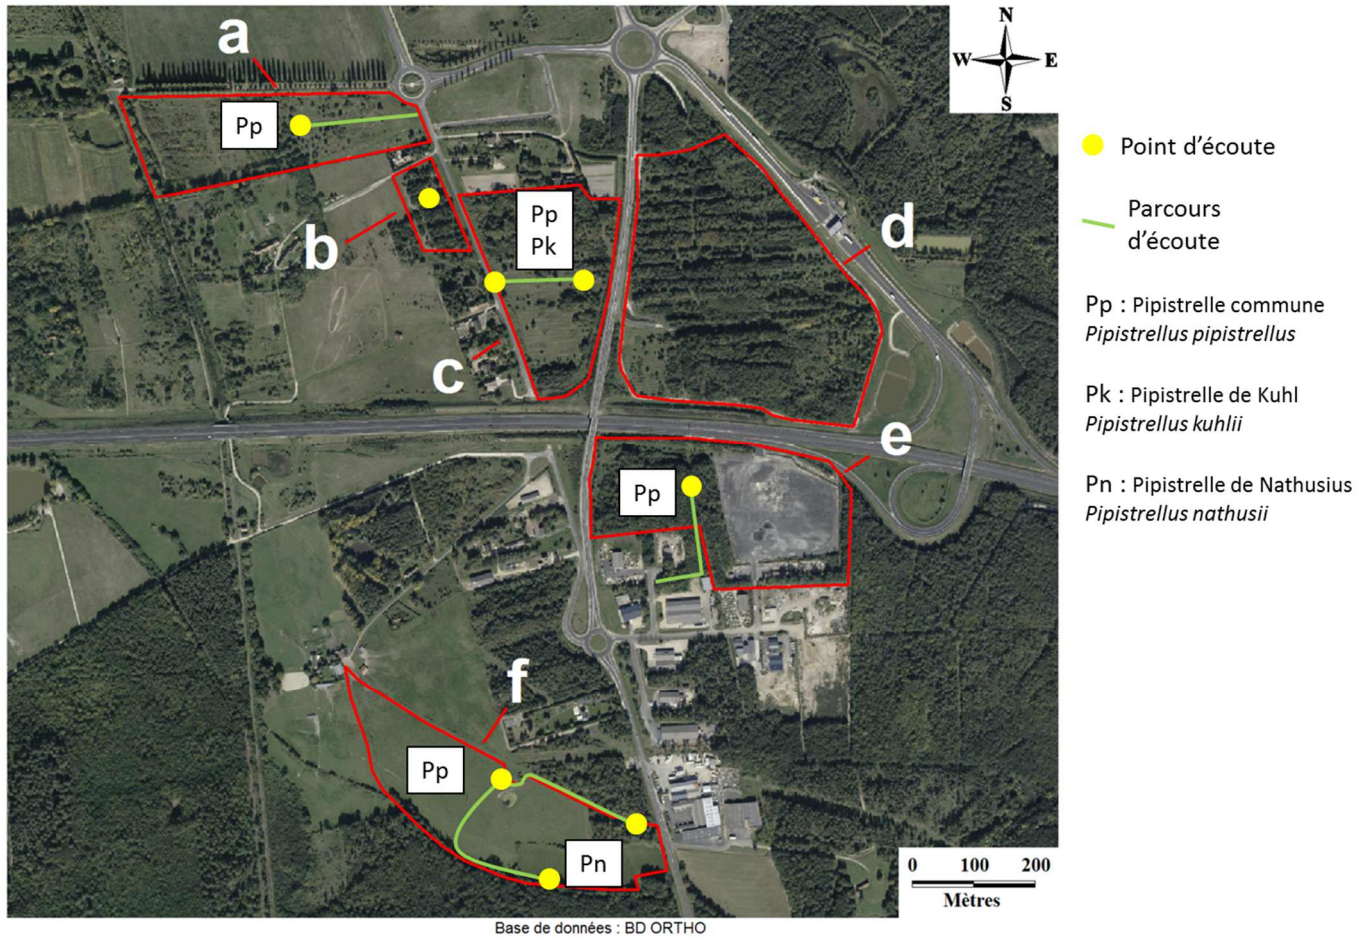 N
W E
S
a
Pp
b
Pp
Pk
c
d
e
Pp
f
Pp
Pn
0 100 200
Mètres
Point d'écoute
Parcours
d'écoute
Pp : Pipistrelle commune
Pipistrellus pipistrellus
Pk : Pipistrelle de Kuhl
Pipistrellus kuhlii
Pn : Pipistrelle de Nathusius
Pipistrellus nathusii
Base de données : BD ORTHO